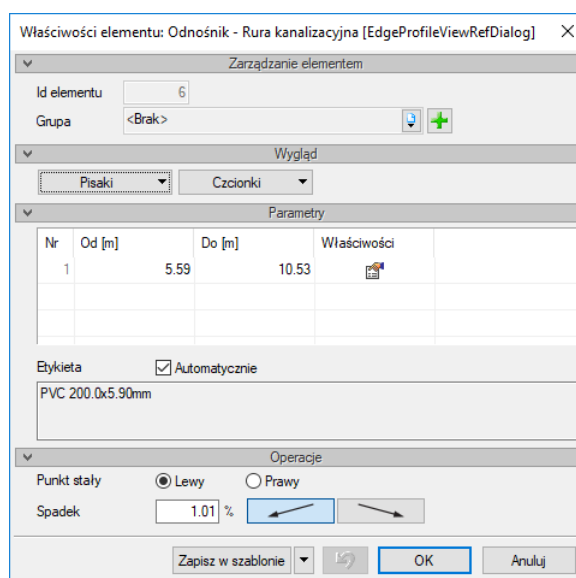 Właściwości elementu: Odnośnik - Rura kanalizacyjna [EdgeProfileViewRefDialog]
Zarządzanie elementem
Id elementu 6
Grupa <Brak>
Wygląd
Pisaki Czcionki
Parametry
Nr Od [m] Do [m] Właściwości
1 5.59 10.53
Etykieta Automatycznie
PVC 200.0x5.90mm
Operacje
Punkt stały Lewy Prawy
Spadek 1.01 %
Zapisz w szablonie OK Anuluj